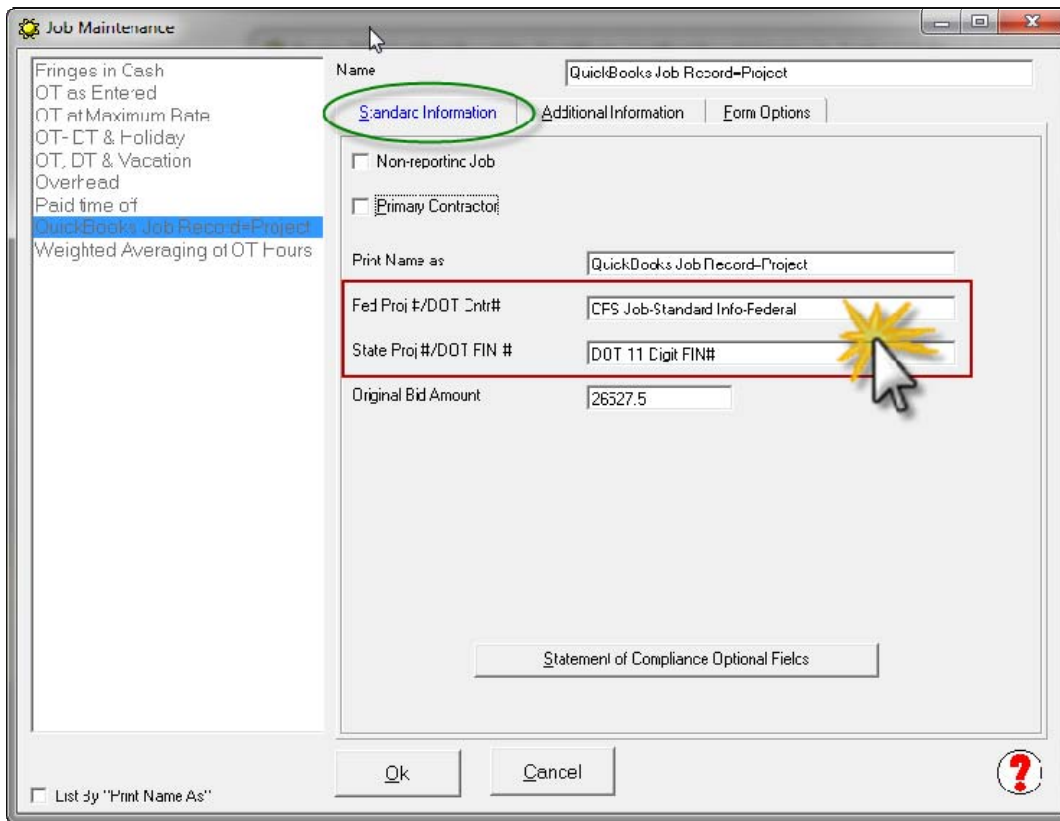 Job Maintenance
Fringes in Cash
OT as Entered
OT at Maximum Rate
OT- DT & Holiday
OT, DT & Vacation
Overhead
Paid time of
QuickBooks Job Record=Project
Weighted Averaging of OT Hours
List By "Print Name As"
Name
QuickBooks Job Record=Project
Standard Information
Additional Information
Form Options
Non-reporting Job
Primary Contractor
Print Name as
QuickBooks Job Record=Project
Fed Proj #/DOT Cntr#
CFS Job-Standard Info-Federal
State Proj #/DOT FIN #
DOT 11 Digit FIN#
Original Bid Amount
26527.5
Statement of Compliance Optional Fields
Ok
Cancel
?